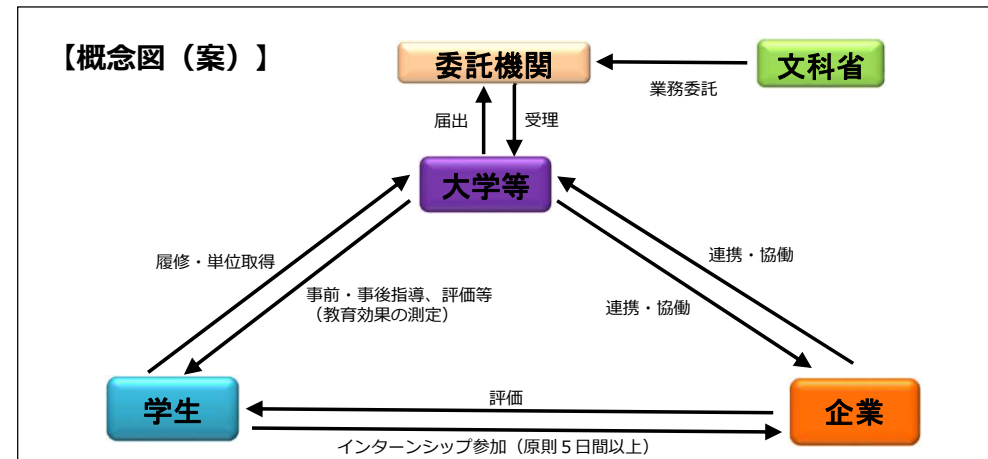 【概念図（案）】
委託機関
文科省
業務委託
届出
受理
大学等
履修・単位取得
連携・協働
事前・事後指導、評価等
（教育効果の測定）
連携・協働
学生
評価
企業
インターンシップ参加（原則５日間以上）